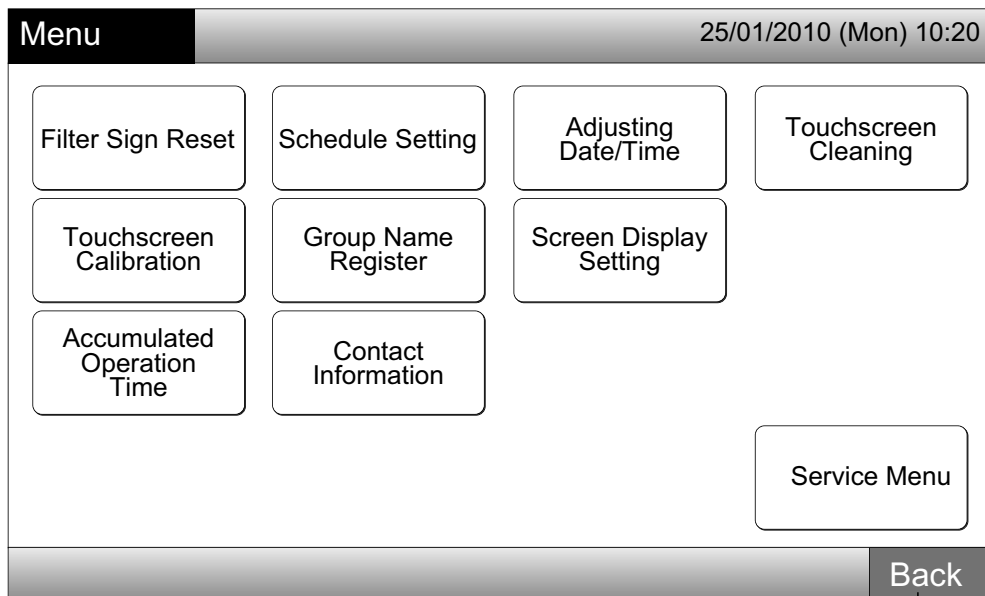 Menu
25/01/2010 (Mon) 10:20
Filter Sign Reset
Schedule Setting
Adjusting
Date/Time
Touchscreen
Cleaning
Touchscreen
Calibration
Group Name
Register
Screen Display
Setting
Accumulated
Operation
Time
Contact
Information
Service Menu
Back